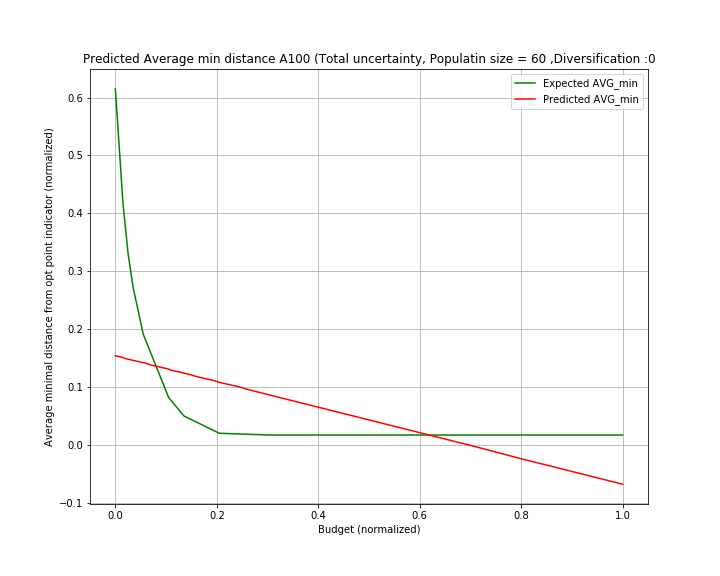 Predicted Average min distance A100 (Total uncertainty, Populatin size = 60 ,Diversification :0
Expected AVG_min
Predicted AVG_min
Average minimal distance from opt point indicator (normalized)
0.6
0.5
0.4
0.3
0.2
0.1
0.0
−0.1
0.0 0.2 0.4 0.6 0.8 1.0
Budget (normalized)